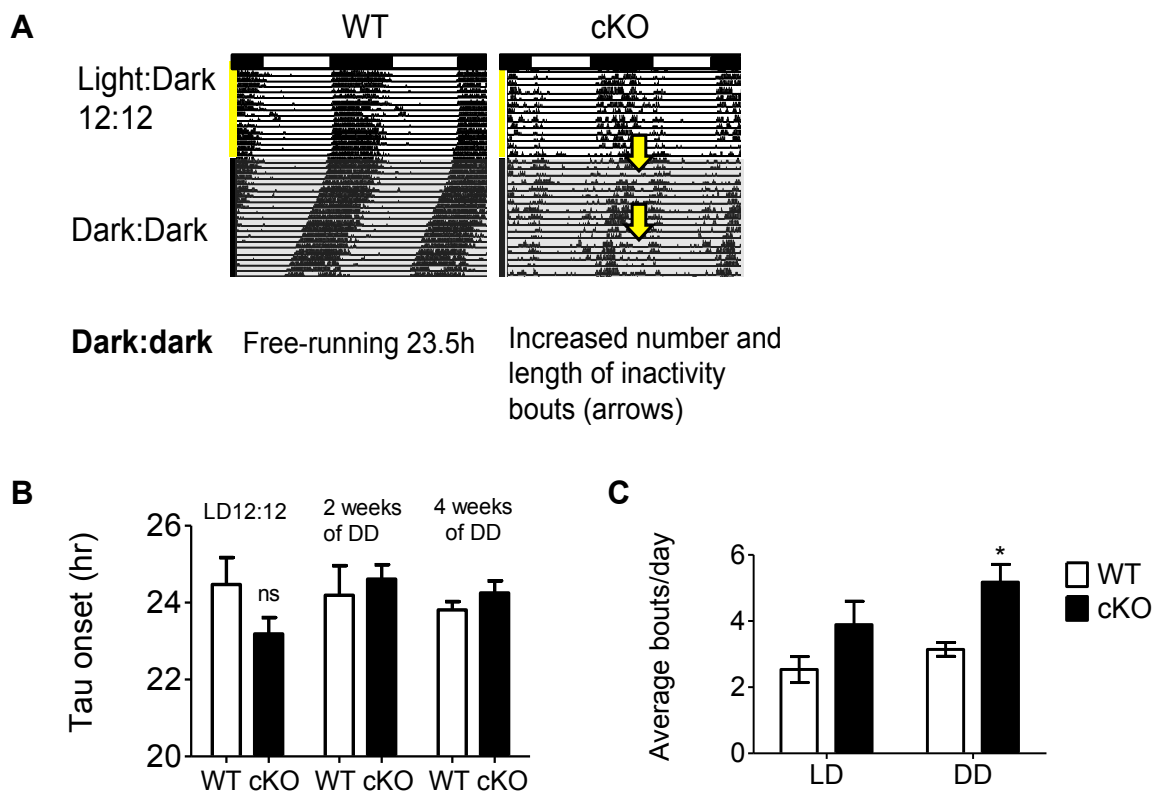 A
WT
cKO
Light:Dark
12:12
Dark:Dark
Dark:dark
Free-running 23.5h
Increased number and
length of inactivity
bouts (arrows)
B
LD12:12
2 weeks
of DD
4 weeks
of DD
Tau onset (hr)
26
24
22
20
ns
WT cKO WT cKO WT cKO
C
Average bouts/day
6
4
2
0
*
LD
DD
WT
cKO